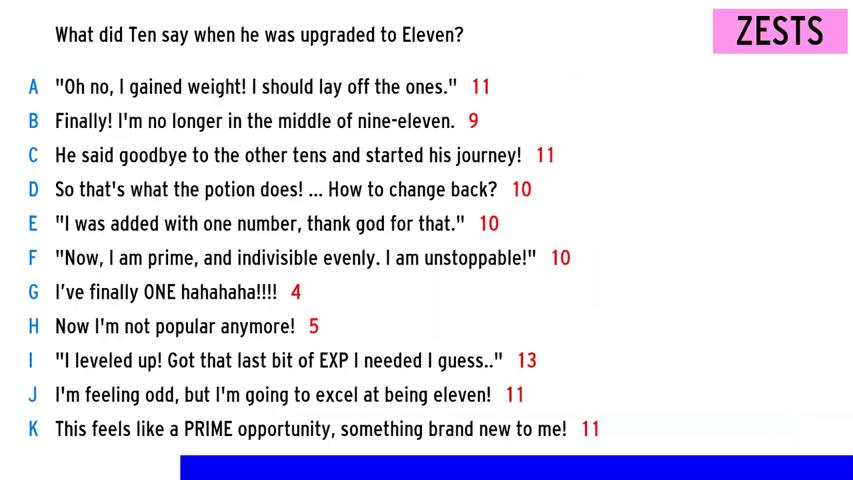 What did Ten say when he was upgraded to Eleven?
ZESTS
A "Oh no, I gained weight! I should lay off the ones." 11
B Finally! I'm no longer in the middle of nine-eleven. 9
C He said goodbye to the other tens and started his journey! 11
D So that's what the potion does! ... How to change back? 10
E "I was added with one number, thank god for that." 10
F "Now, I am prime, and indivisible evenly. I am unstoppable!" 10
G I've finally ONE hahahaha!!!! 4
H Now I'm not popular anymore! 5
I "I leveled up! Got that last bit of EXP I needed I guess.." 13
J I'm feeling odd, but I'm going to excel at being eleven! 11
K This feels like a PRIME opportunity, something brand new to me! 11